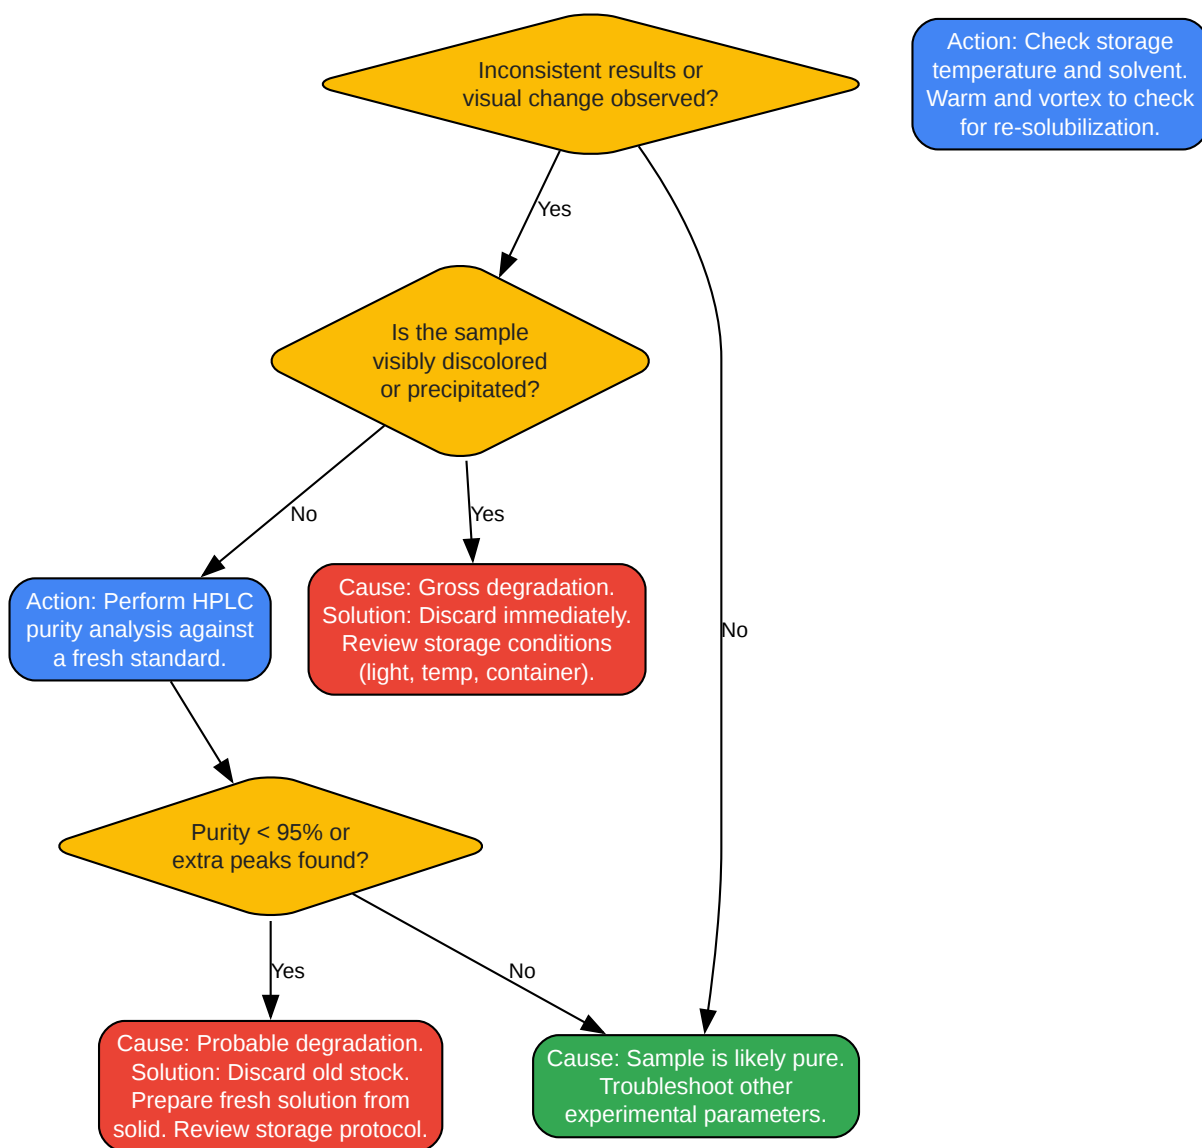 Inconsistent results or
visual change observed?
Action: Check storage
temperature and solvent.
Warm and vortex to check
for re-solubilization.
Yes
Is the sample
visibly discolored
or precipitated?
No
Yes
No
Action: Perform HPLC
purity analysis against
a fresh standard.
Cause: Gross degradation.
Solution: Discard immediately.
Review storage conditions
(light, temp, container).
Purity < 95% or
extra peaks found?
Yes
No
Cause: Probable degradation.
Solution: Discard old stock.
Prepare fresh solution from
solid. Review storage protocol.
Cause: Sample is likely pure.
Troubleshoot other
experimental parameters.